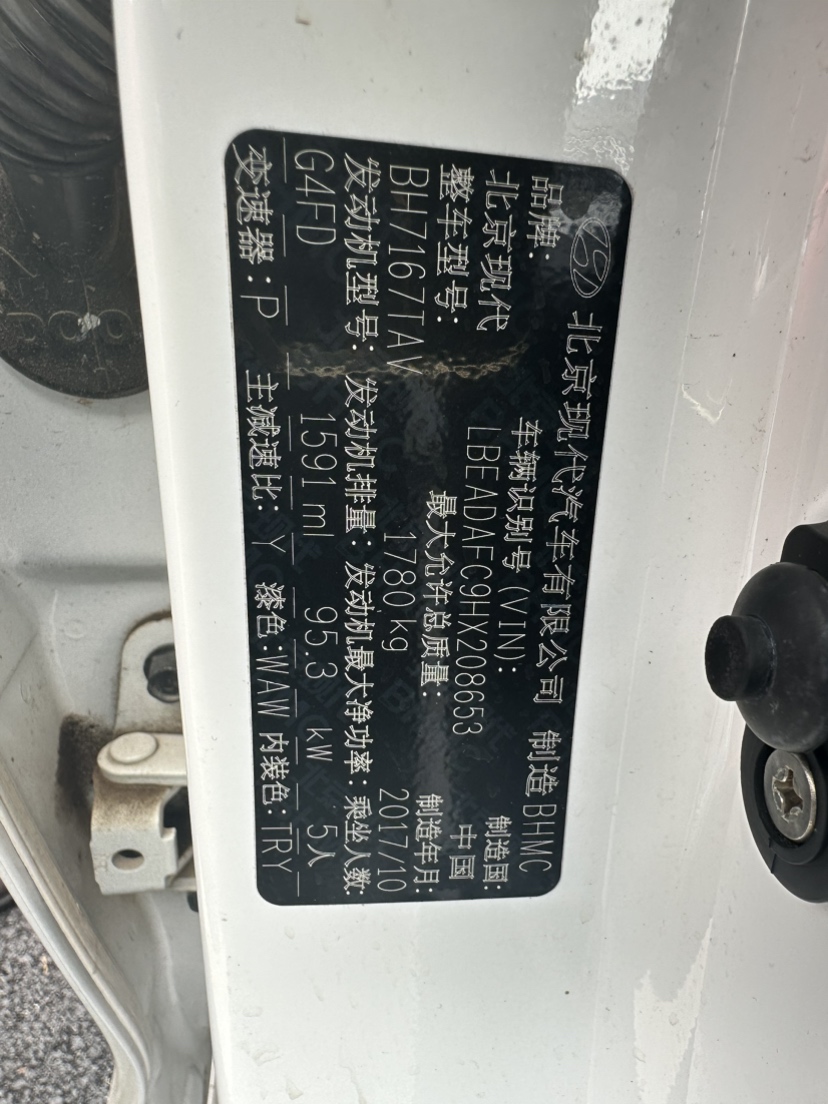 北京现代汽车有限公司 制造 BHMC
品牌: 车辆识别号(VIN): 制造国:
北京现代 LBEADAFC9HX208653 中国
整车型号: 最大允许总质量: 制造年月:
BH7167TAV 1780kg 2017/10
发动机型号: 发动机排量: 发动机最大净功率: 乘坐人数:
G4FD 1591 ml 95.3 kW 5人
变速器: P 主减速比: Y 漆色: WAW 内装色: TRY